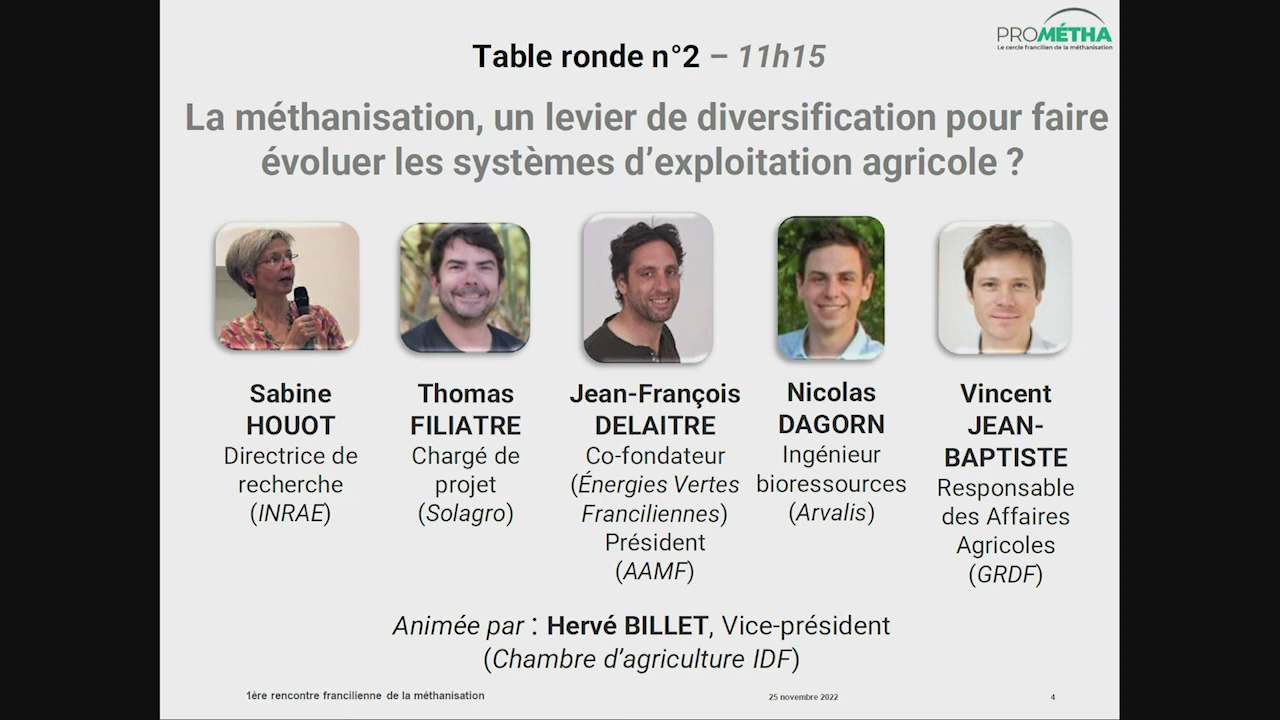 PROMÉTHA
Le cercle francilien de la méthanisation
Table ronde n°2 – 11h15
La méthanisation, un levier de diversification pour faire
évoluer les systèmes d’exploitation agricole ?
Sabine
HOUOT
Directrice de
recherche
(INRAE)
Thomas
FILIATRE
Chargé de
projet
(Solagro)
Jean-François
DELAITRE
Co-fondateur
(Énergies Vertes
Franciliennes)
Président
(AAMF)
Nicolas
DAGORN
Ingénieur
bioressources
(Arvalis)
Vincent
JEAN-
BAPTISTE
Responsable
des Affaires
Agricoles
(GRDF)
Animée par : Hervé BILLET, Vice-président
(Chambre d’agriculture IDF)
1ère rencontre francilienne de la méthanisation
25 novembre 2022
4